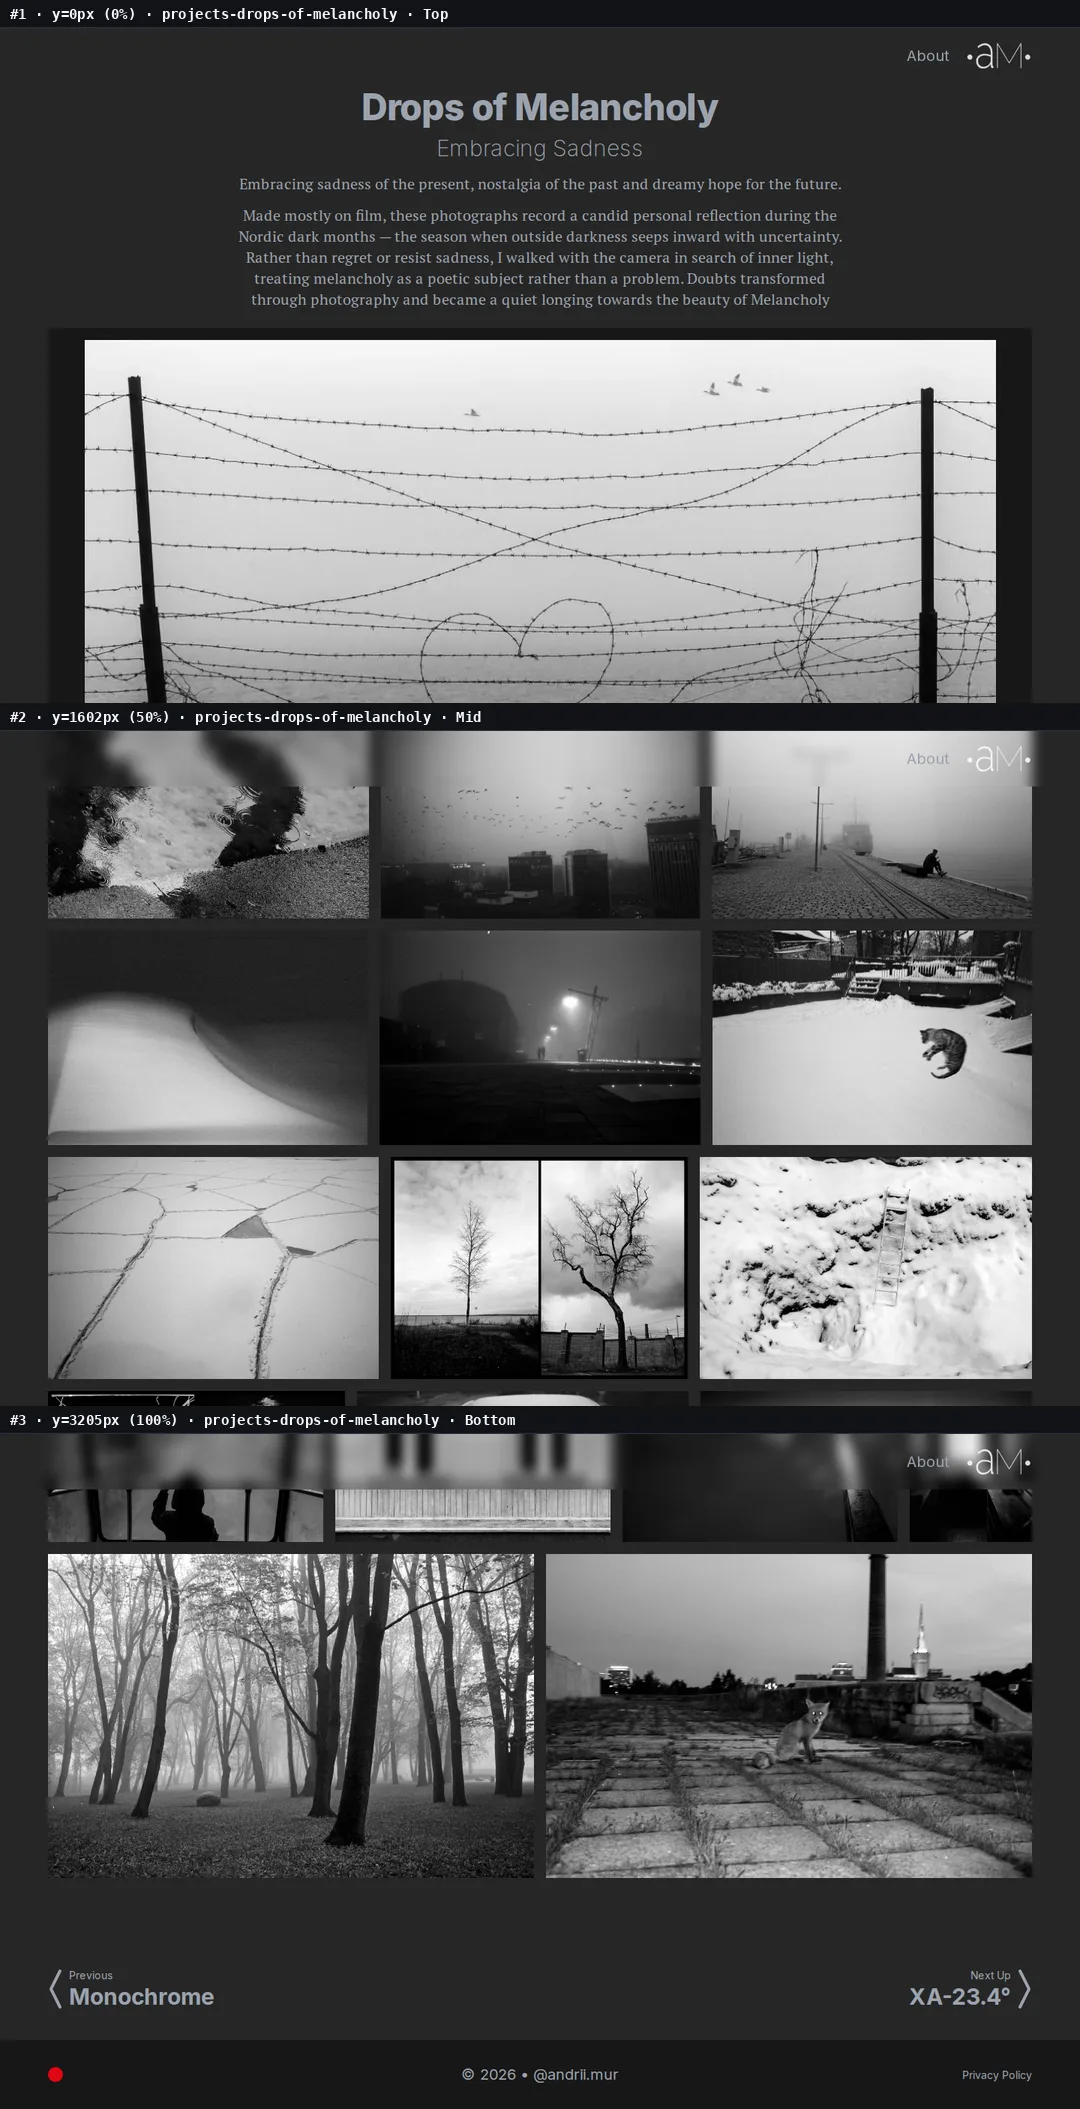 #1 · y=0px (0%) · projects-drops-of-melancholy · Top
About •aM•
Drops of Melancholy
Embracing Sadness
Embracing sadness of the present, nostalgia of the past and dreamy hope for the future.
Made mostly on film, these photographs record a candid personal reflection during the
Nordic dark months — the season when outside darkness seeps inward with uncertainty.
Rather than regret or resist sadness, I walked with the camera in search of inner light,
treating melancholy as a poetic subject rather than a problem. Doubts transformed
through photography and became a quiet longing towards the beauty of Melancholy
#2 · y=1602px (50%) · projects-drops-of-melancholy · Mid
About •aM•
#3 · y=3205px (100%) · projects-drops-of-melancholy · Bottom
About •aM•
Previous
Monochrome
Next Up
XA-23.4°
© 2026 • @andrii.mur
Privacy Policy